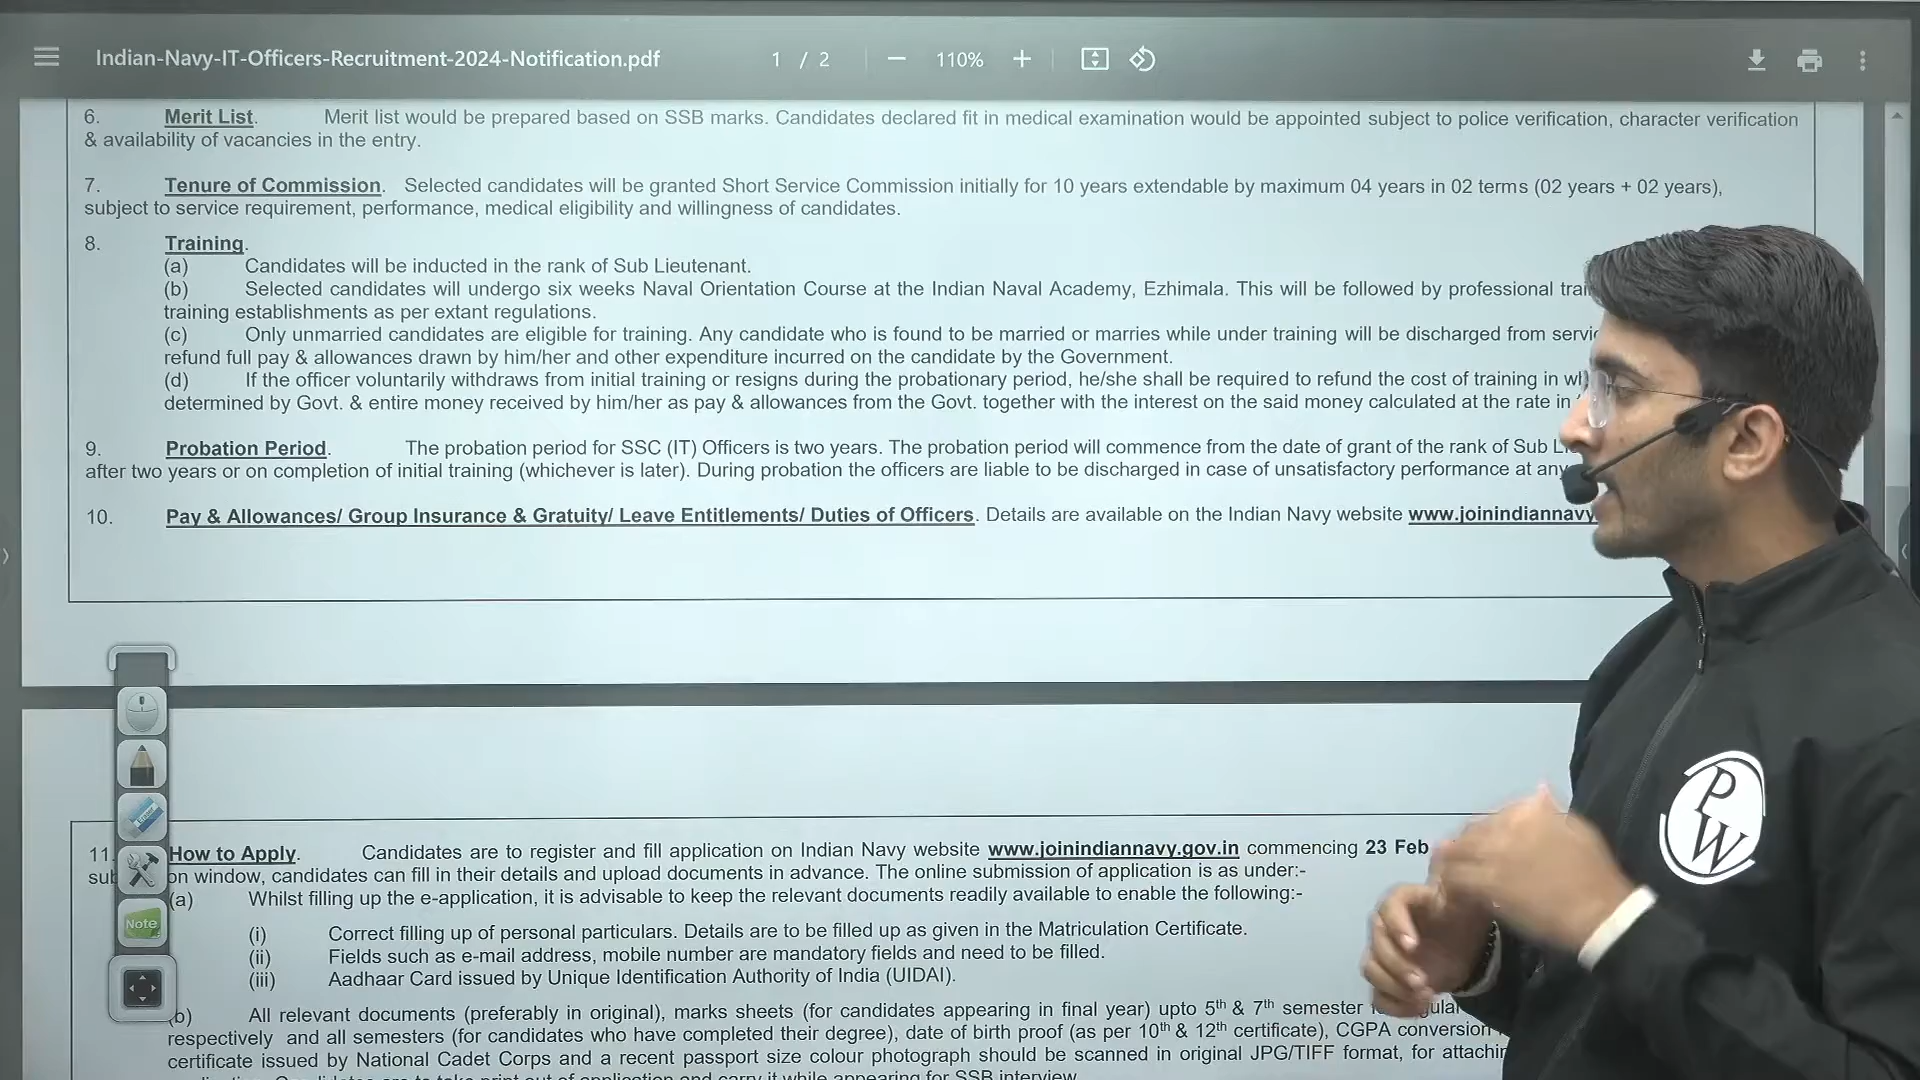 Indian-Navy-IT-Officers-Recruitment-2024-Notification.pdf 1 / 2 110%
6. Merit List. Merit list would be prepared based on SSB marks. Candidates declared fit in medical examination would be appointed subject to police verification, character verification
& availability of vacancies in the entry.
7. Tenure of Commission. Selected candidates will be granted Short Service Commission initially for 10 years extendable by maximum 04 years in 02 terms (02 years + 02 years),
subject to service requirement, performance, medical eligibility and willingness of candidates.
8. Training.
(a) Candidates will be inducted in the rank of Sub Lieutenant.
(b) Selected candidates will undergo six weeks Naval Orientation Course at the Indian Naval Academy, Ezhimala. This will be followed by professional
training establishments as per extant regulations.
(c) Only unmarried candidates are eligible for training. Any candidate who is found to be married or marries while under training will be discharged from
refund full pay & allowances drawn by him/her and other expenditure incurred on the candidate by the Government.
(d) If the officer voluntarily withdraws from initial training or resigns during the probationary period, he/she shall be required to refund the cost of training in
determined by Govt. & entire money received by him/her as pay & allowances from the Govt. together with the interest on the said money calculated at the rate in
9. Probation Period. The probation period for SSC (IT) Officers is two years. The probation period will commence from the date of grant of the rank of Sub
after two years or on completion of initial training (whichever is later). During probation the officers are liable to be discharged in case of unsatisfactory performance at any
10. Pay & Allowances/ Group Insurance & Gratuity/ Leave Entitlements/ Duties of Officers. Details are available on the Indian Navy website www.joinindiannavy
11. How to Apply. Candidates are to register and fill application on Indian Navy website www.joinindiannavy.gov.in commencing 23 Feb
on window, candidates can fill in their details and upload documents in advance. The online submission of application is as under:-
(a) Whilst filling up the e-application, it is advisable to keep the relevant documents readily available to enable the following:-
(i) Correct filling up of personal particulars. Details are to be filled up as given in the Matriculation Certificate.
(ii) Fields such as e-mail address, mobile number are mandatory fields and need to be filled.
(iii) Aadhaar Card issued by Unique Identification Authority of India (UIDAI).
(b) All relevant documents (preferably in original), marks sheets (for candidates appearing in final year) upto 5th & 7th semester
respectively and all semesters (for candidates who have completed their degree), date of birth proof (as per 10th & 12th certificate), CGPA conversion
certificate issued by National Cadet Corps and a recent passport size colour photograph should be scanned in original JPG/TIFF format, for
Note
Eraser
P
W